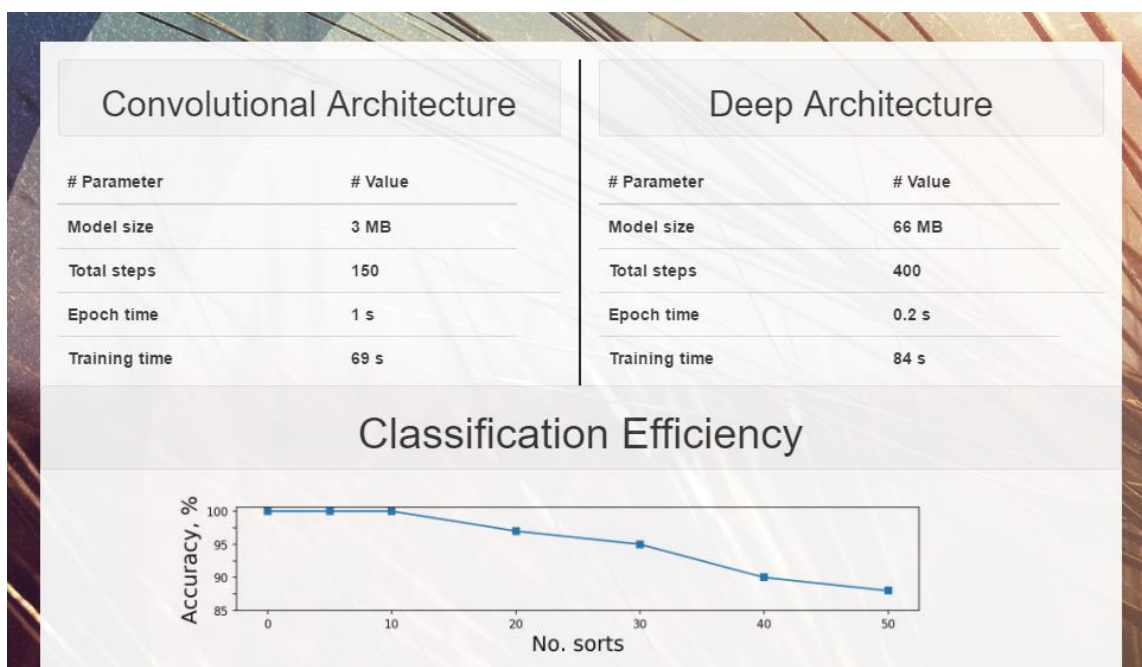 Convolutional Architecture
# Parameter # Value
Model size 3 MB
Total steps 150
Epoch time 1 s
Training time 69 s
Deep Architecture
# Parameter # Value
Model size 66 MB
Total steps 400
Epoch time 0.2 s
Training time 84 s
Classification Efficiency
Accuracy, %
100
95
90
85
0 10 20 30 40 50
No. sorts